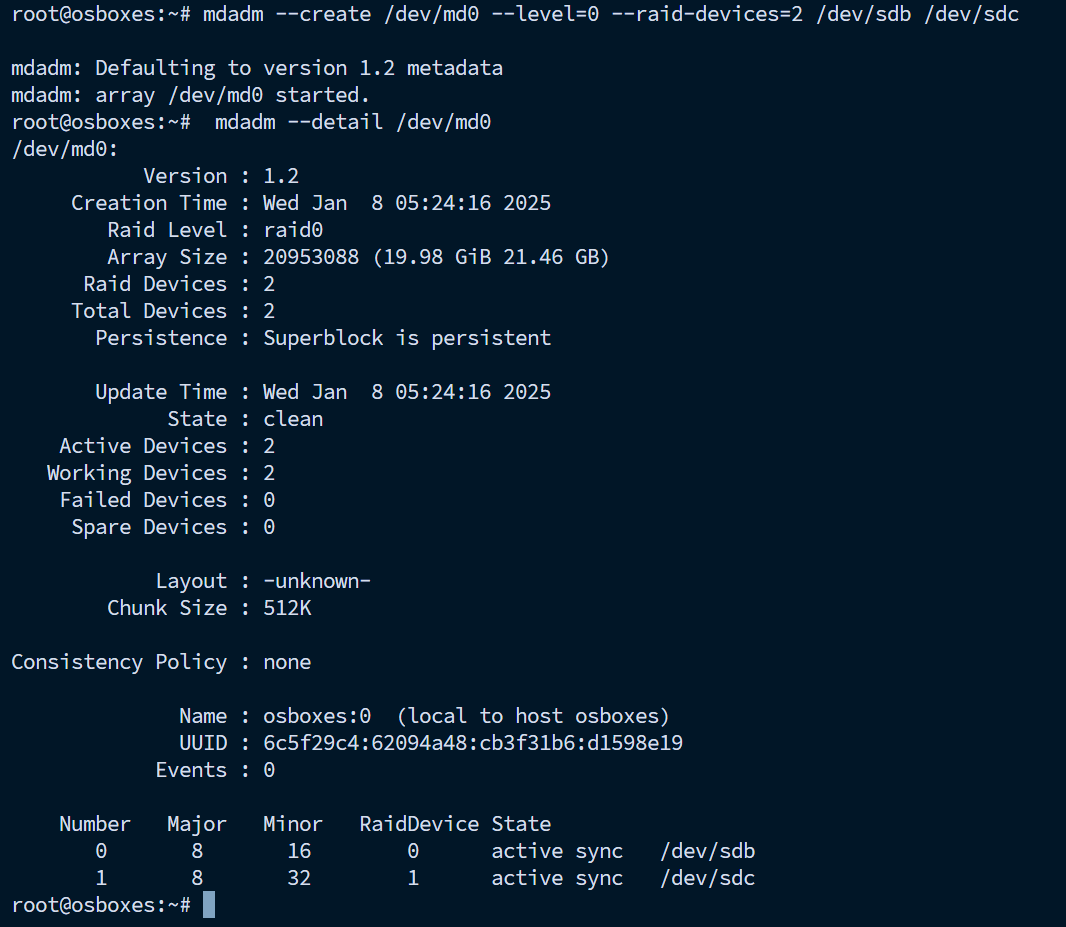 root@osboxes:~# mdadm --create /dev/md0 --level=0 --raid-devices=2 /dev/sdb /dev/sdc
mdadm: Defaulting to version 1.2 metadata
mdadm: array /dev/md0 started.
root@osboxes:~#  mdadm --detail /dev/md0
/dev/md0:
           Version : 1.2
     Creation Time : Wed Jan  8 05:24:16 2025
        Raid Level : raid0
        Array Size : 20953088 (19.98 GiB 21.46 GB)
      Raid Devices : 2
     Total Devices : 2
       Persistence : Superblock is persistent
       Update Time : Wed Jan  8 05:24:16 2025
             State : clean
    Active Devices : 2
   Working Devices : 2
    Failed Devices : 0
     Spare Devices : 0
            Layout : -unknown-
        Chunk Size : 512K
Consistency Policy : none
              Name : osboxes:0  (local to host osboxes)
              UUID : 6c5f29c4:62094a48:cb3f31b6:d1598e19
            Events : 0
    Number   Major   Minor   RaidDevice State
       0       8       16        0      active sync   /dev/sdb
       1       8       32        1      active sync   /dev/sdc
root@osboxes:~#